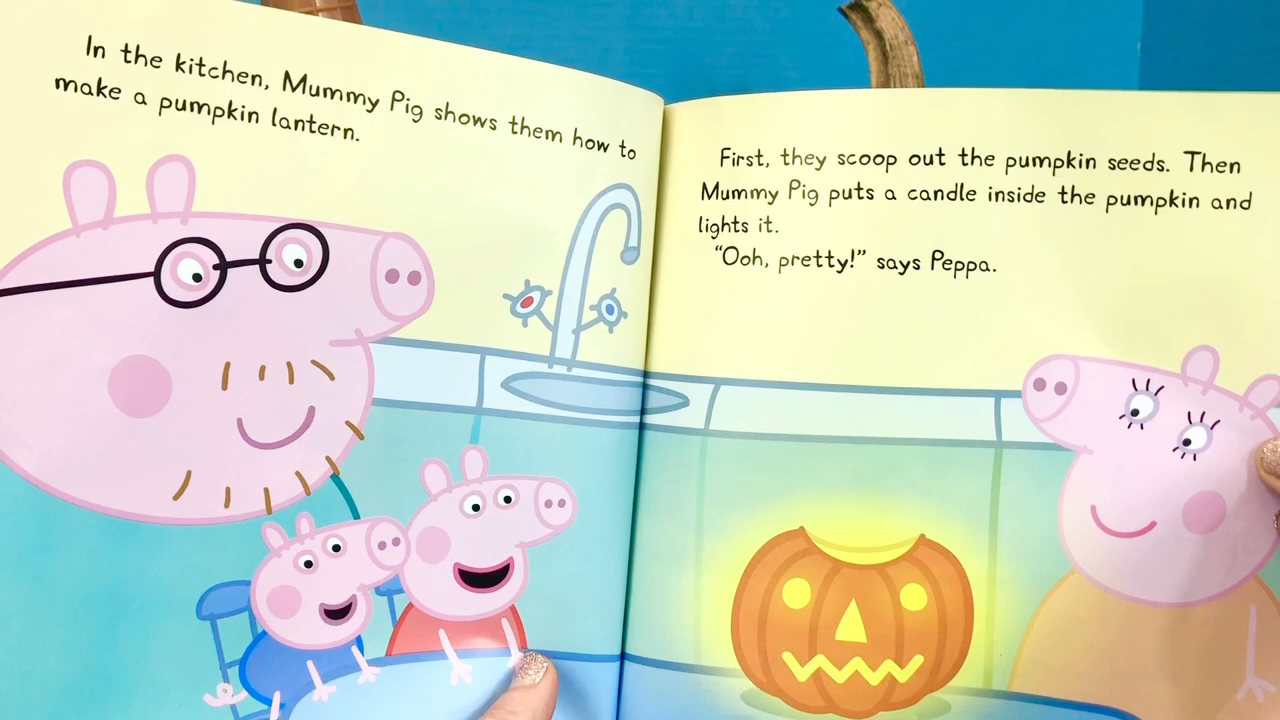 In the kitchen, Mummy Pig shows them how to
make a pumpkin lantern.
First, they scoop out the pumpkin seeds. Then
Mummy Pig puts a candle inside the pumpkin and
lights it.
“Ooh, pretty!” says Peppa.